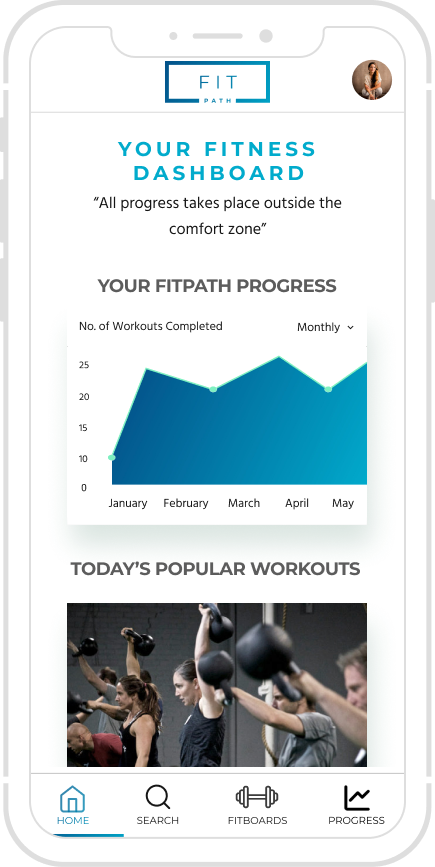 FIT
PATH
YOUR FITNESS
DASHBOARD
“All progress takes place outside the
comfort zone”
YOUR FITPATH PROGRESS
No. of Workouts Completed
Monthly
25
20
15
10
0
January February March April May
TODAY’S POPULAR WORKOUTS
HOME SEARCH FITBOARDS PROGRESS